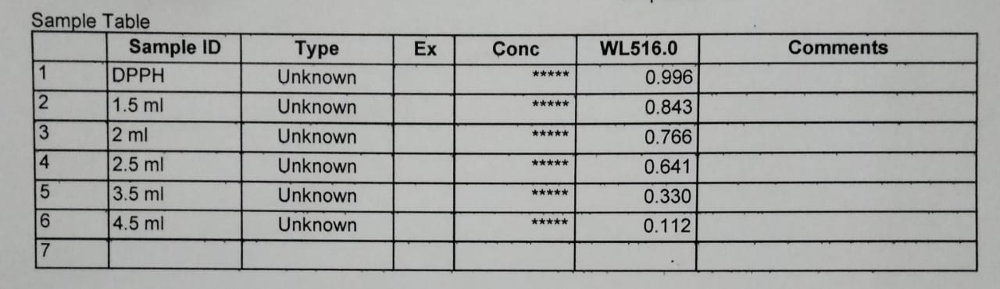 Sample Table
Sample ID Type Ex Conc WL516.0 Comments
1 DPPH Unknown ***** 0.996
2 1.5 ml Unknown ***** 0.843
3 2 ml Unknown ***** 0.766
4 2.5 ml Unknown ***** 0.641
5 3.5 ml Unknown ***** 0.330
6 4.5 ml Unknown ***** 0.112
7